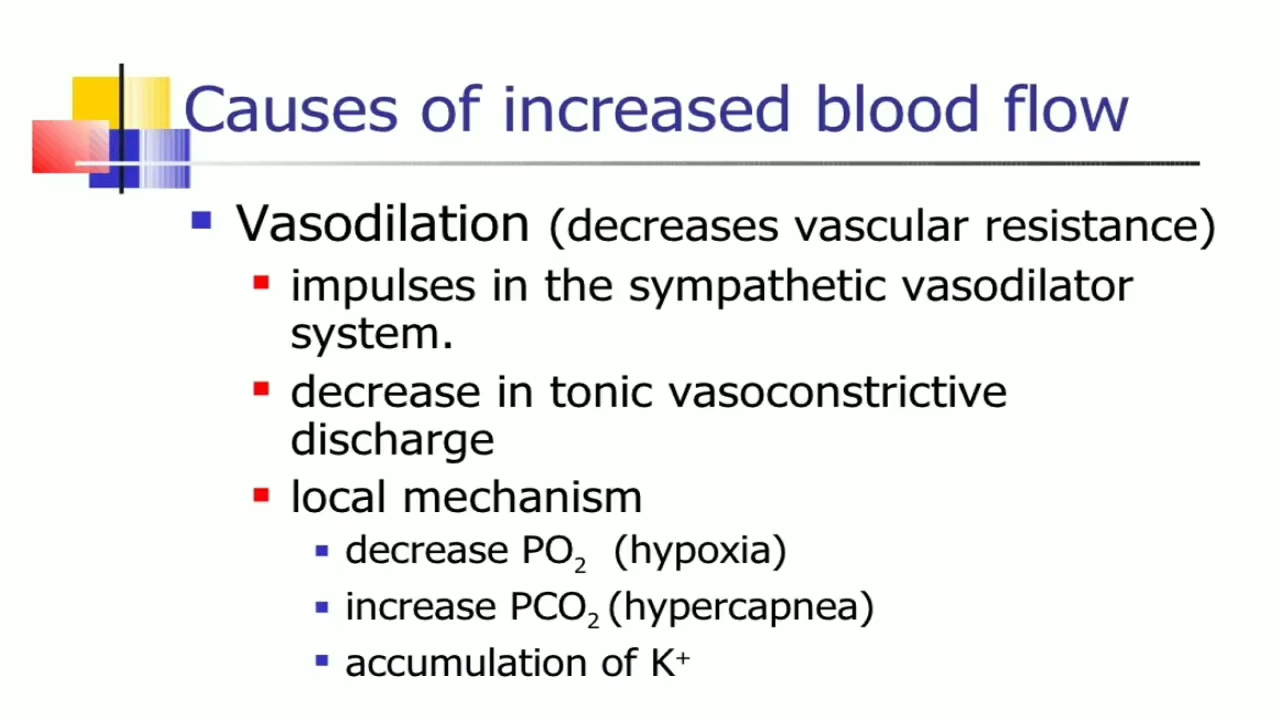 Causes of increased blood flow
Vasodilation (decreases vascular resistance)
impulses in the sympathetic vasodilator
system.
decrease in tonic vasoconstrictive
discharge
local mechanism
decrease PO₂ (hypoxia)
increase PCO₂ (hypercapnea)
accumulation of K⁺